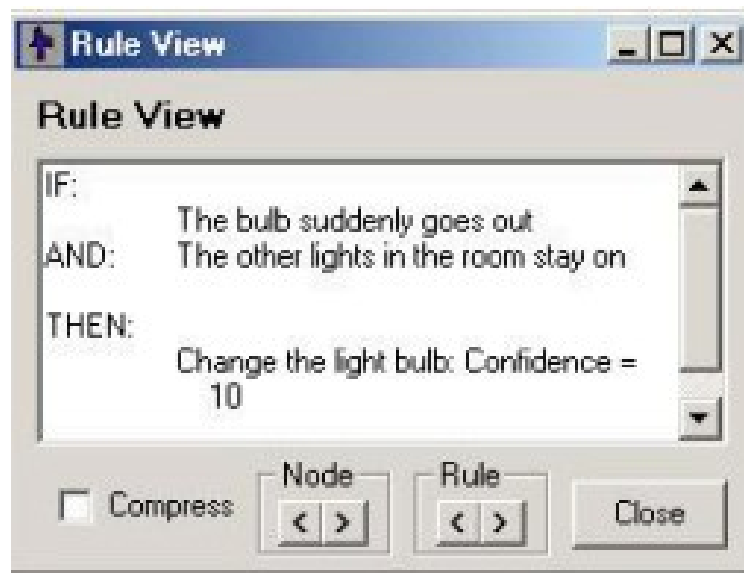 Rule View
Rule View
IF:
The bulb suddenly goes out
AND: The other lights in the room stay on
THEN:
Change the light bulb: Confidence =
10
Compress
Node
< >
Rule
< >
Close